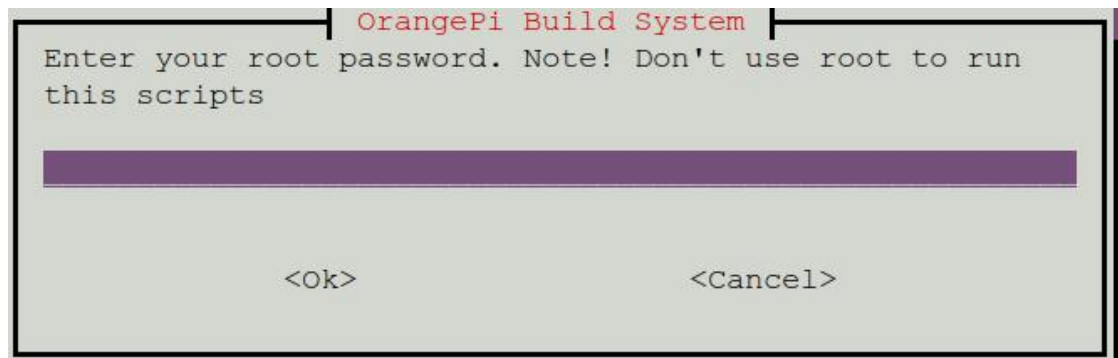 OrangePi Build System
Enter your root password. Note! Don't use root to run
this scripts
<Ok> <Cancel>